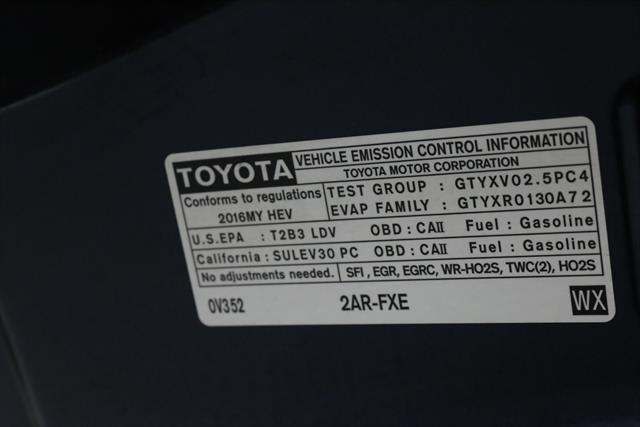 TOYOTA VEHICLE EMISSION CONTROL INFORMATION
TOYOTA MOTOR CORPORATION
Conforms to regulations
2016MY HEV
TEST GROUP : GTYXV02.5PC4
EVAP FAMILY : GTYXR0130A72
U.S.EPA : T2B3 LDV OBD : CAII Fuel : Gasoline
California : SULEV30 PC OBD : CAII Fuel : Gasoline
No adjustments needed. SFI , EGR, EGRC, WR-HO2S, TWC(2), HO2S
0V352 2AR-FXE WX